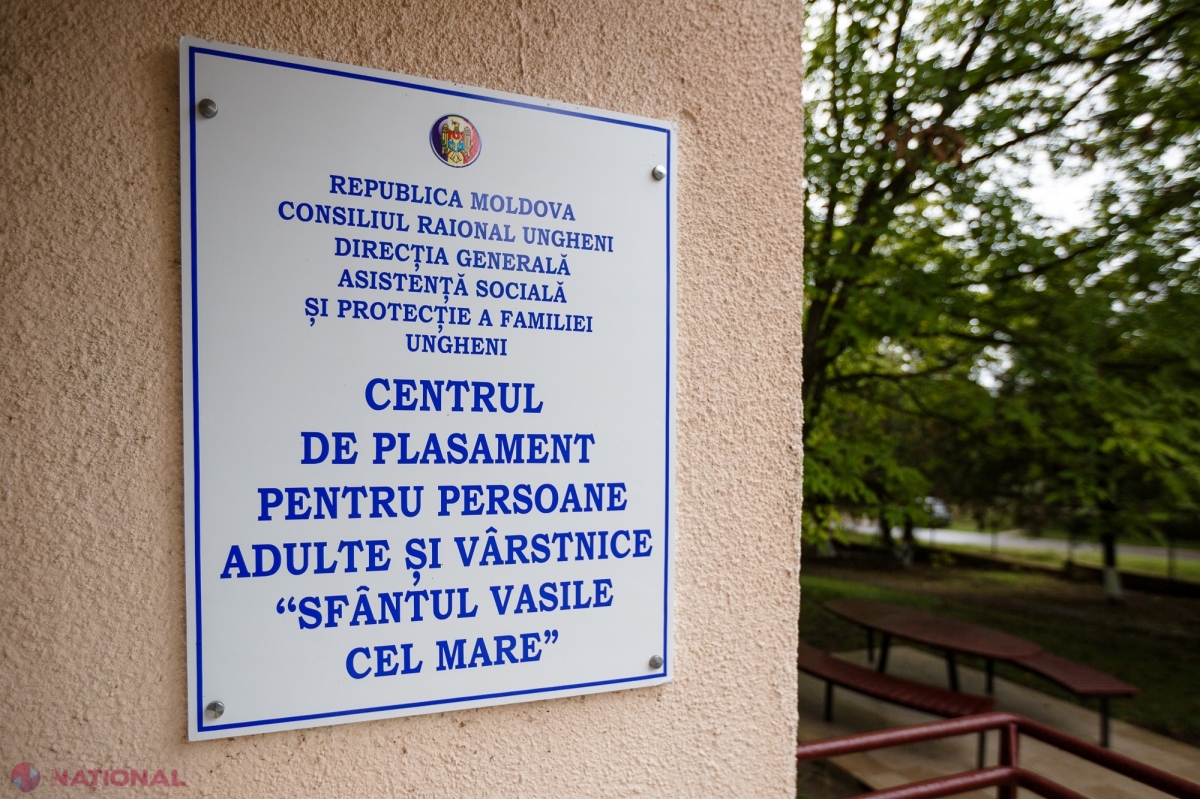 REPUBLICA MOLDOVA
CONSILIUL RAIONAL UNGHENI
DIRECȚIA GENERALĂ
ASISTENȚĂ SOCIALĂ
ȘI PROTECȚIE A FAMILIEI
UNGHENI
CENTRUL
DE PLASAMENT
PENTRU PERSOANE
ADULTE ȘI VÂRSTNICE
“SFÂNTUL VASILE
CEL MARE”
NATIONAL